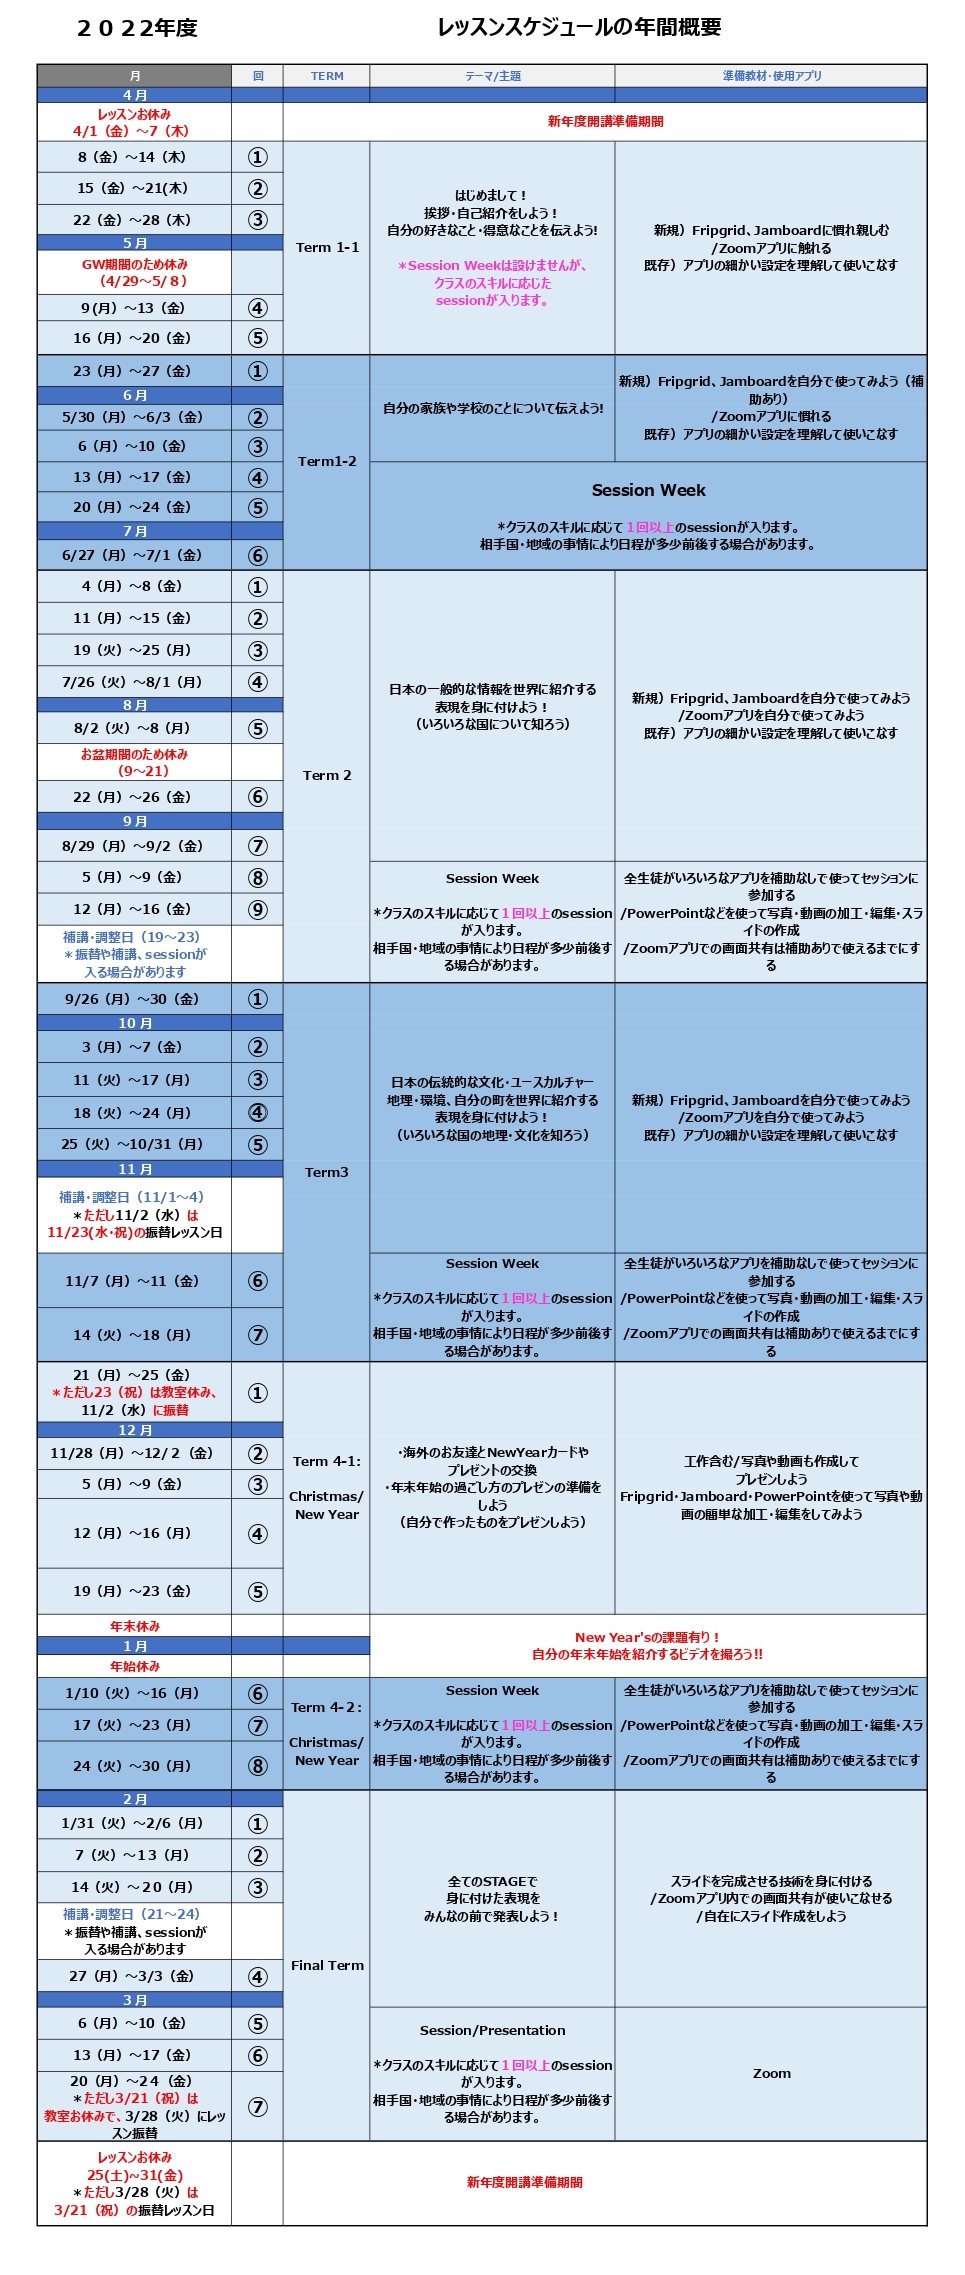 ２０２２年度
レッスンスケジュールの年間概要
月 回 TERM テーマ/主題 準備教材・使用アプリ
４月
レッスンお休み
4/1（金）～7（木）
新年度開講準備期間
8（金）～14（木） ①
15（金）～21(木） ②
22（金）～28（木） ③
５月
GW期間のため休み
（4/29～5/８）
9(月）～13（金） ④
16（月）～20（金） ⑤
Term 1-1
はじめまして！
挨拶・自己紹介をしよう！
自分の好きなこと・得意なことを伝えよう!
＊Session Weekは設けませんが、
クラスのスキルに応じた
sessionが入ります。
新規）Fripgrid、Jamboardに慣れ親しむ
/Zoomアプリに触れる
既存）アプリの細かい設定を理解して使いこなす
23（月）～27（金） ①
６月
5/30（月）～6/3（金） ②
6（月）～10（金） ③
13（月）～17（金） ④
20（月）～24（金） ⑤
７月
6/27（月）～7/1（金） ⑥
Term1-2
自分の家族や学校のことについて伝えよう!
新規）Fripgrid、Jamboardを自分で使ってみよう（補
助あり）
/Zoomアプリに慣れる
既存）アプリの細かい設定を理解して使いこなす
Session Week
*クラスのスキルに応じて１回以上のsessionが入ります。
相手国・地域の事情により日程が多少前後する場合があります。
4（月）～8（金） ①
11（月）～15（金） ②
19（火）～25（月） ③
7/26（火）～8/1（月） ④
８月
8/2（火）～8（月） ⑤
お盆期間のため休み
（9～21）
22（月）～26（金） ⑥
９月
8/29（月）～9/2（金） ⑦
5（月）～9（金） ⑧
12（月）～16（金） ⑨
補講・調整日（19～23）
＊振替や補講、sessionが
入る場合があります
Term 2
日本の一般的な情報を世界に紹介する
表現を身に付けよう！
（いろいろな国について知ろう）
新規）Fripgrid、Jamboardを自分で使ってみよう
/Zoomアプリを自分で使ってみよう
既存）アプリの細かい設定を理解して使いこなす
Session Week
*クラスのスキルに応じて１回以上のsession
が入ります。
相手国・地域の事情により日程が多少前後す
る場合があります。
全生徒がいろいろなアプリを補助なしで使ってセッションに
参加する
/PowerPointなどを使って写真・動画の加工・編集・スラ
イドの作成
/Zoomアプリでの画面共有は補助ありで使えるまでにす
る
9/26（月）～30（金） ①
10月
3（月）～7（金） ②
11（火）～17（月） ③
18（火）～24（月） ④
25（火）～10/31（月） ⑤
11月
補講・調整日（11/1～4）
＊ただし11/2（水）は
11/23(水・祝)の振替レッスン日
11/7（月）～11（金） ⑥
14（火）～18（月） ⑦
Term3
日本の伝統的な文化・ユースカルチャー
地理・環境、自分の町を世界に紹介する
表現を身に付けよう！
（いろいろな国の地理・文化を知ろう）
新規）Fripgrid、Jamboardを自分で使ってみよう
/Zoomアプリを自分で使ってみよう
既存）アプリの細かい設定を理解して使いこなす
Session Week
*クラスのスキルに応じて１回以上のsession
が入ります。
相手国・地域の事情により日程が多少前後す
る場合があります。
全生徒がいろいろなアプリを補助なしで使ってセッションに
参加する
/PowerPointなどを使って写真・動画の加工・編集・スラ
イドの作成
/Zoomアプリでの画面共有は補助ありで使えるまでにす
る
21（月）～25（金） ①
＊ただし23（祝）は教室休み、
11/2（水）に振替
12月
11/28（月）～12/２（金） ②
5（月）～9（金） ③
12（月）～16（月） ④
19（月）～23（金） ⑤
Term 4-1:
Christmas/
New Year
・海外のお友達とNewYearカードや
プレゼントの交換
・年末年始の過ごし方のプレゼンの準備を
しよう
（自分で作ったものをプレゼンしよう）
工作含む/写真や動画も作成して
プレゼンしよう
Fripgrid・Jamboard・PowerPointを使って写真や動
画の簡単な加工・編集をしてみよう
年末休み
１月
年始休み
New Year'sの課題有り！
自分の年末年始を紹介するビデオを撮ろう!!
1/10（火）～16（月） ⑥
17（火）～23（月） ⑦
24（火）～30（月） ⑧
Term 4-２:
Christmas/
New Year
Session Week
*クラスのスキルに応じて１回以上のsession
が入ります。
相手国・地域の事情により日程が多少前後す
る場合があります。
全生徒がいろいろなアプリを補助なしで使ってセッションに
参加する
/PowerPointなどを使って写真・動画の加工・編集・スラ
イドの作成
/Zoomアプリでの画面共有は補助ありで使えるまでにす
る
２月
1/31（火）～2/6（月） ①
7（火）～１３（月） ②
14（火）～２０（月） ③
補講・調整日（21～24）
＊振替や補講、sessionが
入る場合があります
27（月）～3/3（金） ④
３月
6（月）～10（金） ⑤
13（月）～17（金） ⑥
20（月）～２４（金） ⑦
＊ただし3/21（祝）は
教室お休みで、3/28（火）にレッ
スン振替
Final Term
全てのSTAGEで
身に付けた表現を
みんなの前で発表しよう！
スライドを完成させる技術を身に付ける
/Zoomアプリ内での画面共有が使いこなせる
/自在にスライド作成をしよう
Session/Presentation
*クラスのスキルに応じて１回以上のsession
が入ります。
相手国・地域の事情により日程が多少前後す
る場合があります。
Zoom
レッスンお休み
25(土)~31(金)
＊ただし3/28（火）は
3/21（祝）の振替レッスン日
新年度開講準備期間